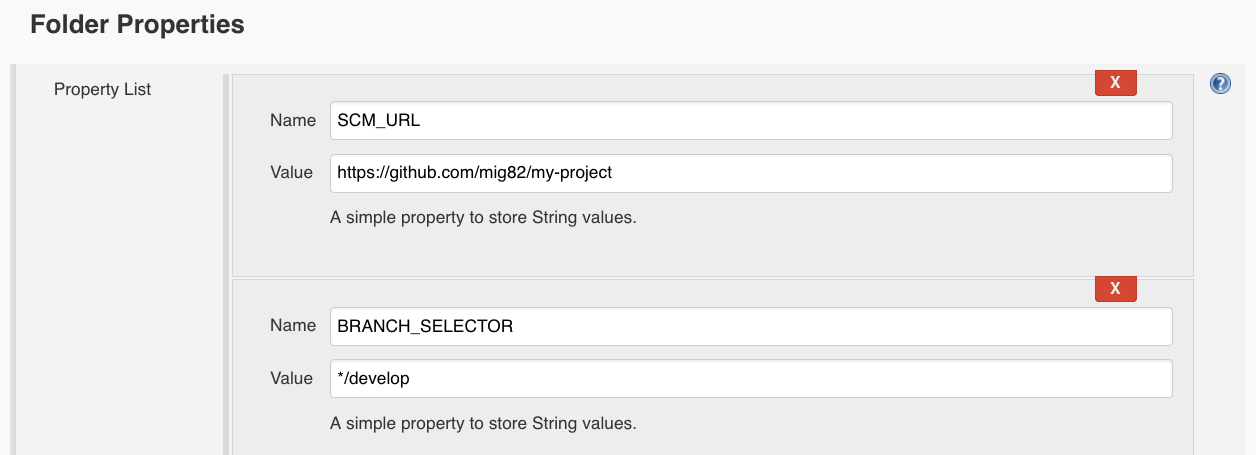 Folder Properties
Property List
X
?
Name SCM_URL
Value https://github.com/mig82/my-project
A simple property to store String values.
X
Name BRANCH_SELECTOR
Value */develop
A simple property to store String values.